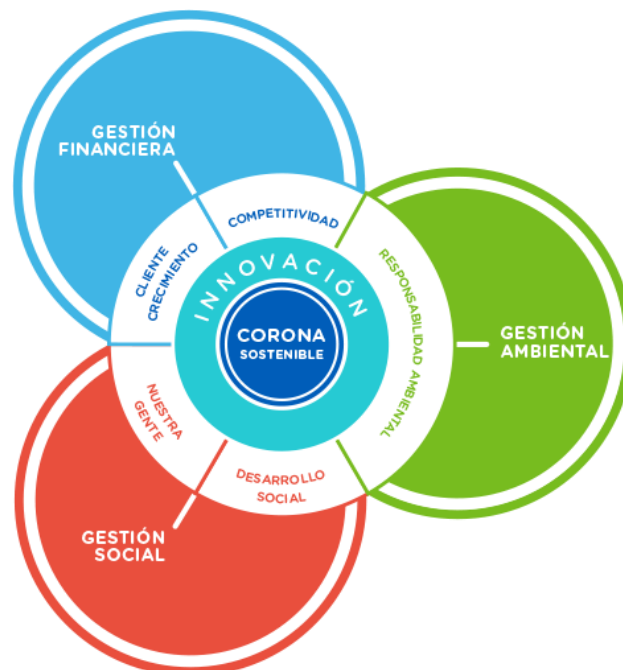 GESTIÓN
FINANCIERA
COMPETITIVIDAD
CLIENTE
CRECIMIENTO
INNOVACIÓN
RESPONSABILIDAD AMBIENTAL
CORONA
SOSTENIBLE
GESTIÓN
AMBIENTAL
NUESTRA
GENTE
DESARROLLO
SOCIAL
GESTIÓN
SOCIAL